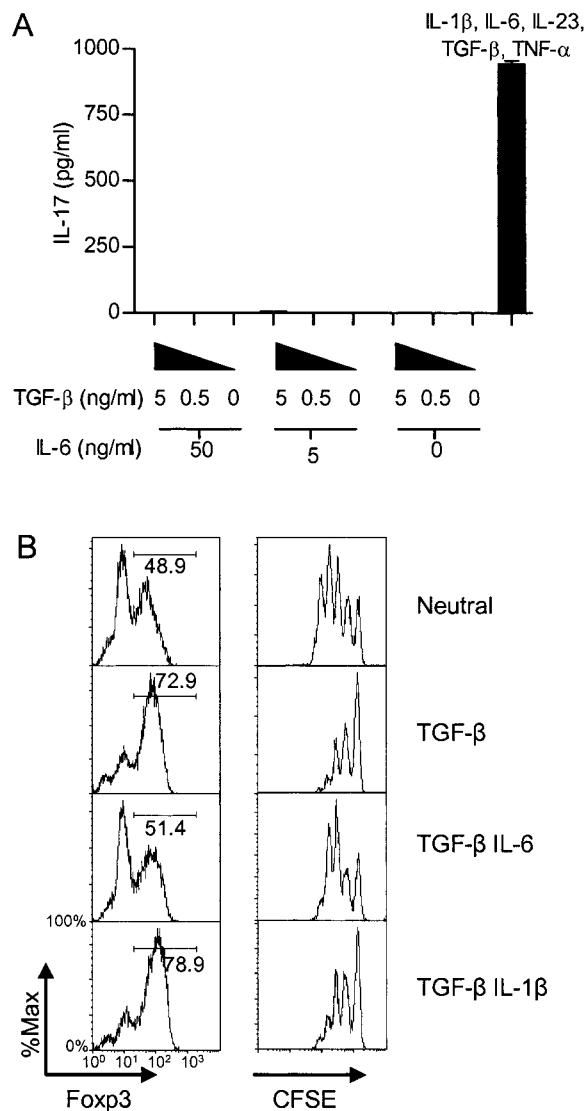 A
IL-1β, IL-6, IL-23,
TGF-β, TNF-α
1000
750
500
250
0
IL-17 (pg/ml)
TGF-β (ng/ml) 5 0.5 0 5 0.5 0 5 0.5 0
IL-6 (ng/ml) 50 5 0
B
48.9
Neutral
72.9
TGF-β
51.4
TGF-β IL-6
100%
78.9
TGF-β IL-1β
%Max
0%
10⁰ 10¹ 10² 10³
Foxp3 CFSE